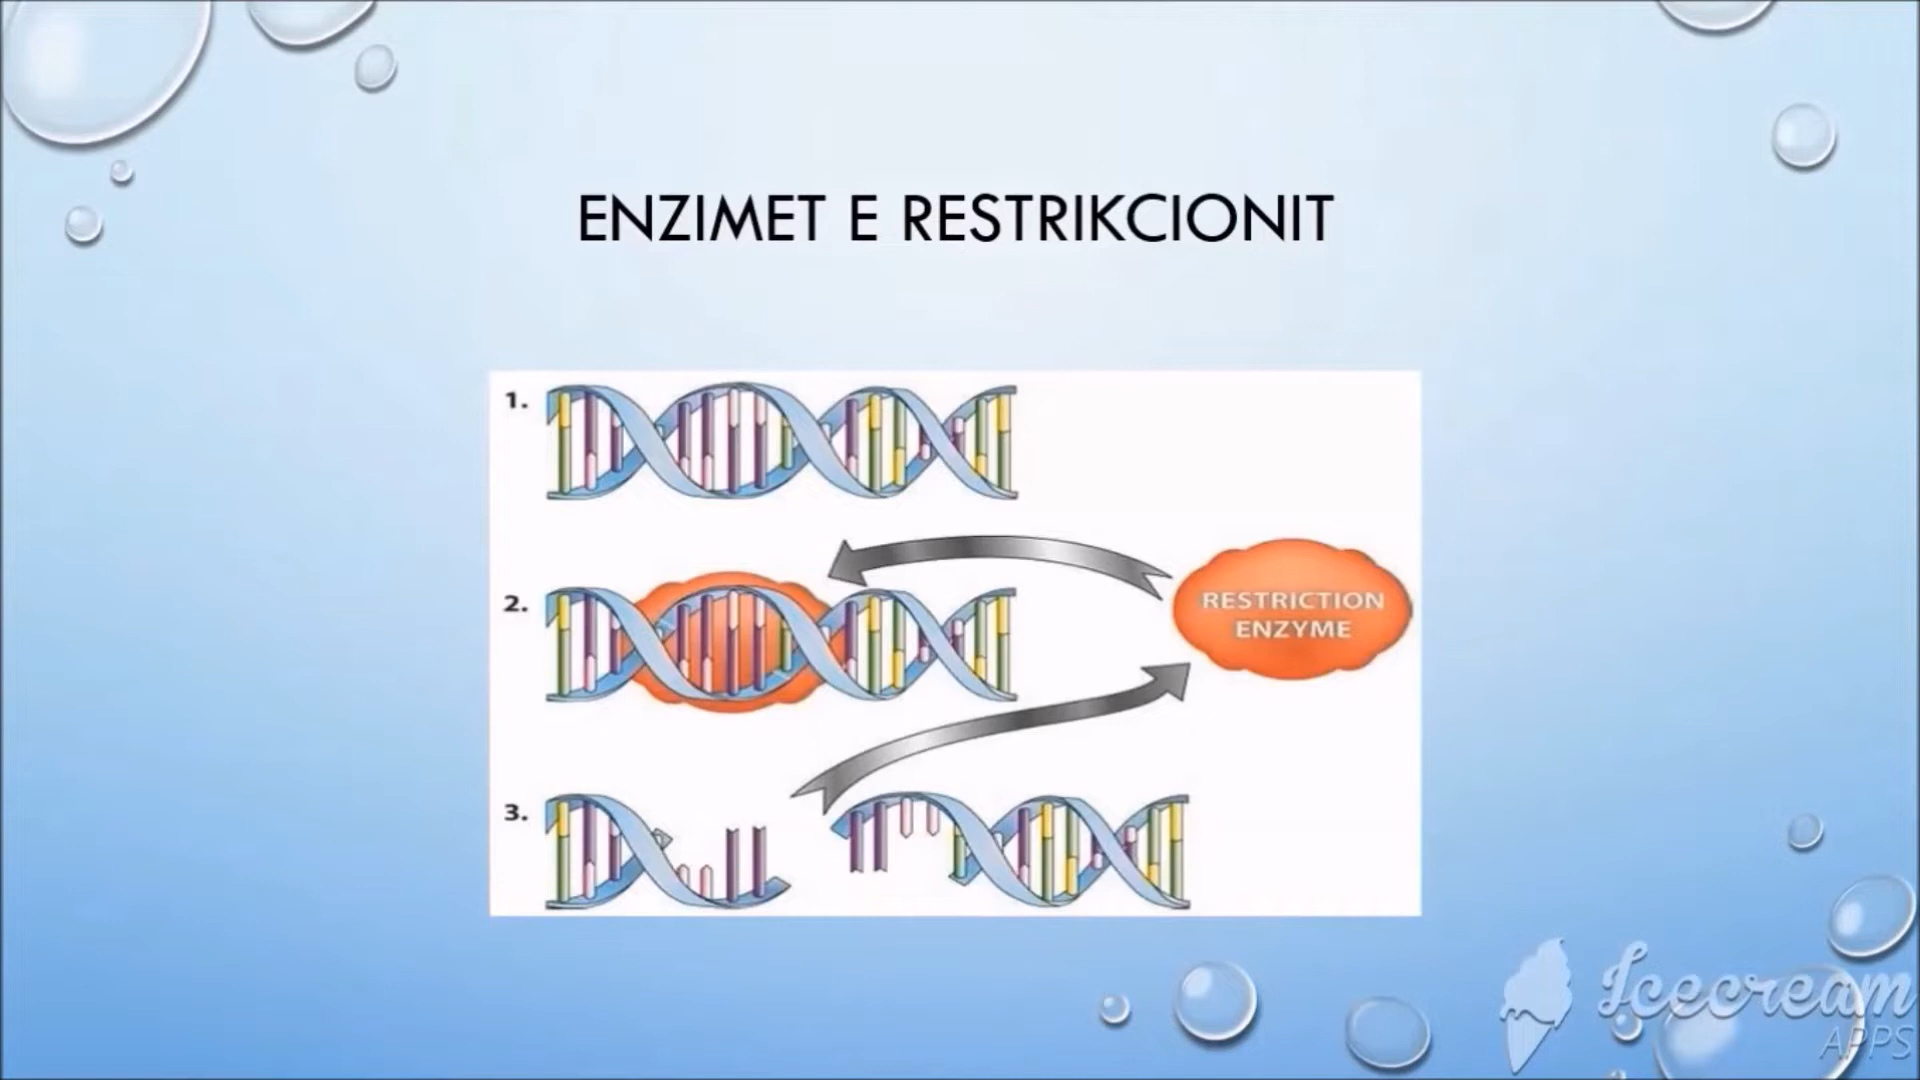 ENZIMET E RESTRIKCIONIT
1.
2.
RESTRICTION
ENZYME
3.
Icecream
APPS